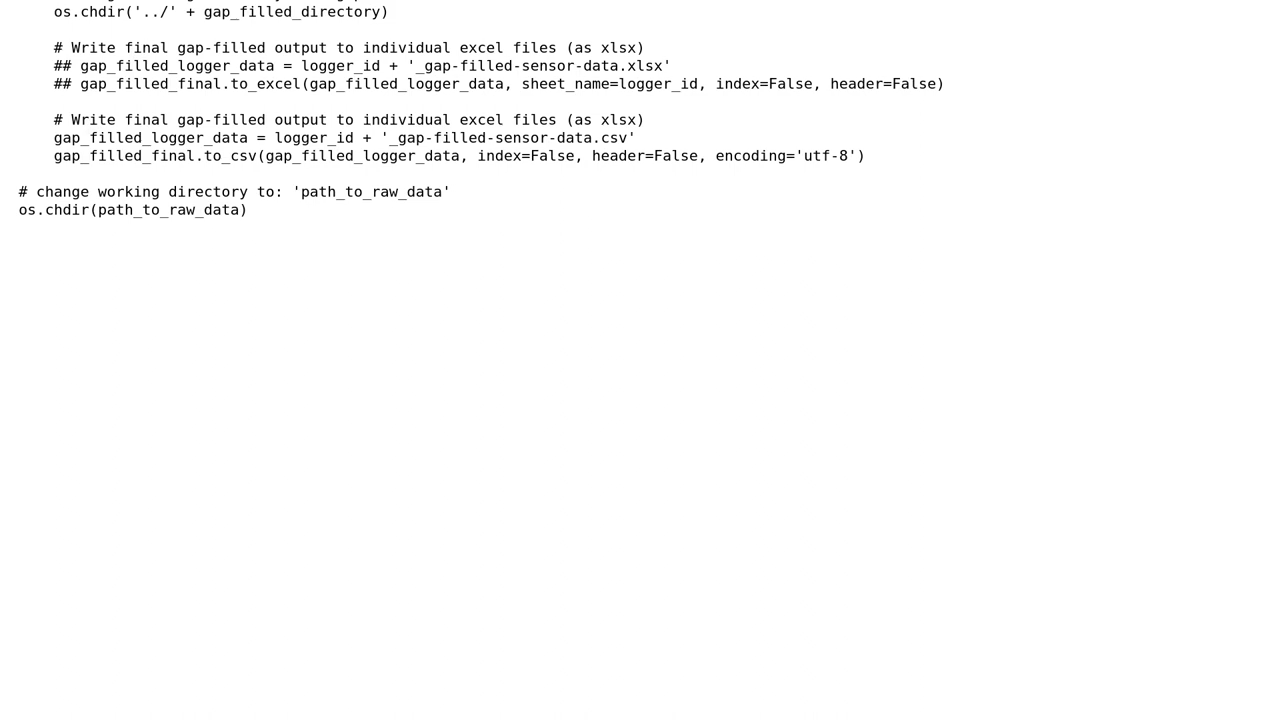 os.chdir('../' + gap_filled_directory)
# Write final gap-filled output to individual excel files (as xlsx)
## gap_filled_logger_data = logger_id + '_gap-filled-sensor-data.xlsx'
## gap_filled_final.to_excel(gap_filled_logger_data, sheet_name=logger_id, index=False, header=False)
# Write final gap-filled output to individual excel files (as xlsx)
gap_filled_logger_data = logger_id + '_gap-filled-sensor-data.csv'
gap_filled_final.to_csv(gap_filled_logger_data, index=False, header=False, encoding='utf-8')
# change working directory to: 'path_to_raw_data'
os.chdir(path_to_raw_data)